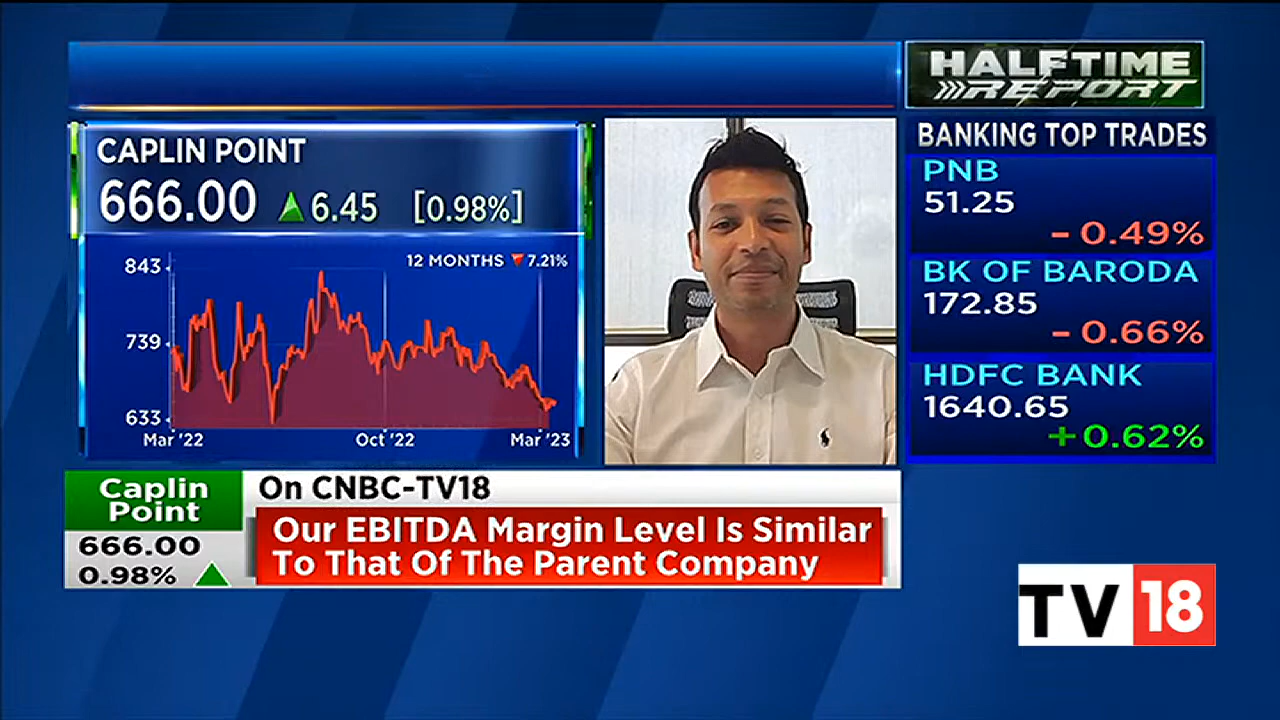 HALFTIME
REPORT
CAPLIN POINT
666.00 ▲ 6.45 [0.98%]
12 MONTHS ▼ 7.21%
843
739
633
Mar '22 Oct '22 Mar '23
BANKING TOP TRADES
PNB
51.25
- 0.49%
BK OF BARODA
172.85
- 0.66%
HDFC BANK
1640.65
+0.62%
Caplin
Point
666.00
0.98% ▲
On CNBC-TV18
Our EBITDA Margin Level Is Similar
To That Of The Parent Company
TV18